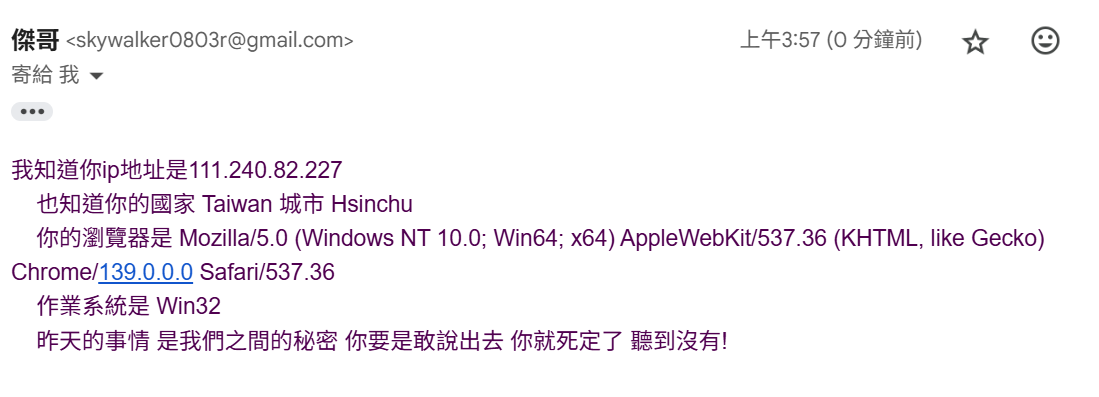 傑哥 <skywalker0803r@gmail.com> 上午3:57 (0 分鐘前)
寄給 我
我知道你ip地址是111.240.82.227
也知道你的國家 Taiwan 城市 Hsinchu
你的瀏覽器是 Mozilla/5.0 (Windows NT 10.0; Win64; x64) AppleWebKit/537.36 (KHTML, like Gecko)
Chrome/139.0.0.0 Safari/537.36
作業系統是 Win32
昨天的事情 是我們之間的秘密 你要是敢說出去 你就死定了 聽到沒有!